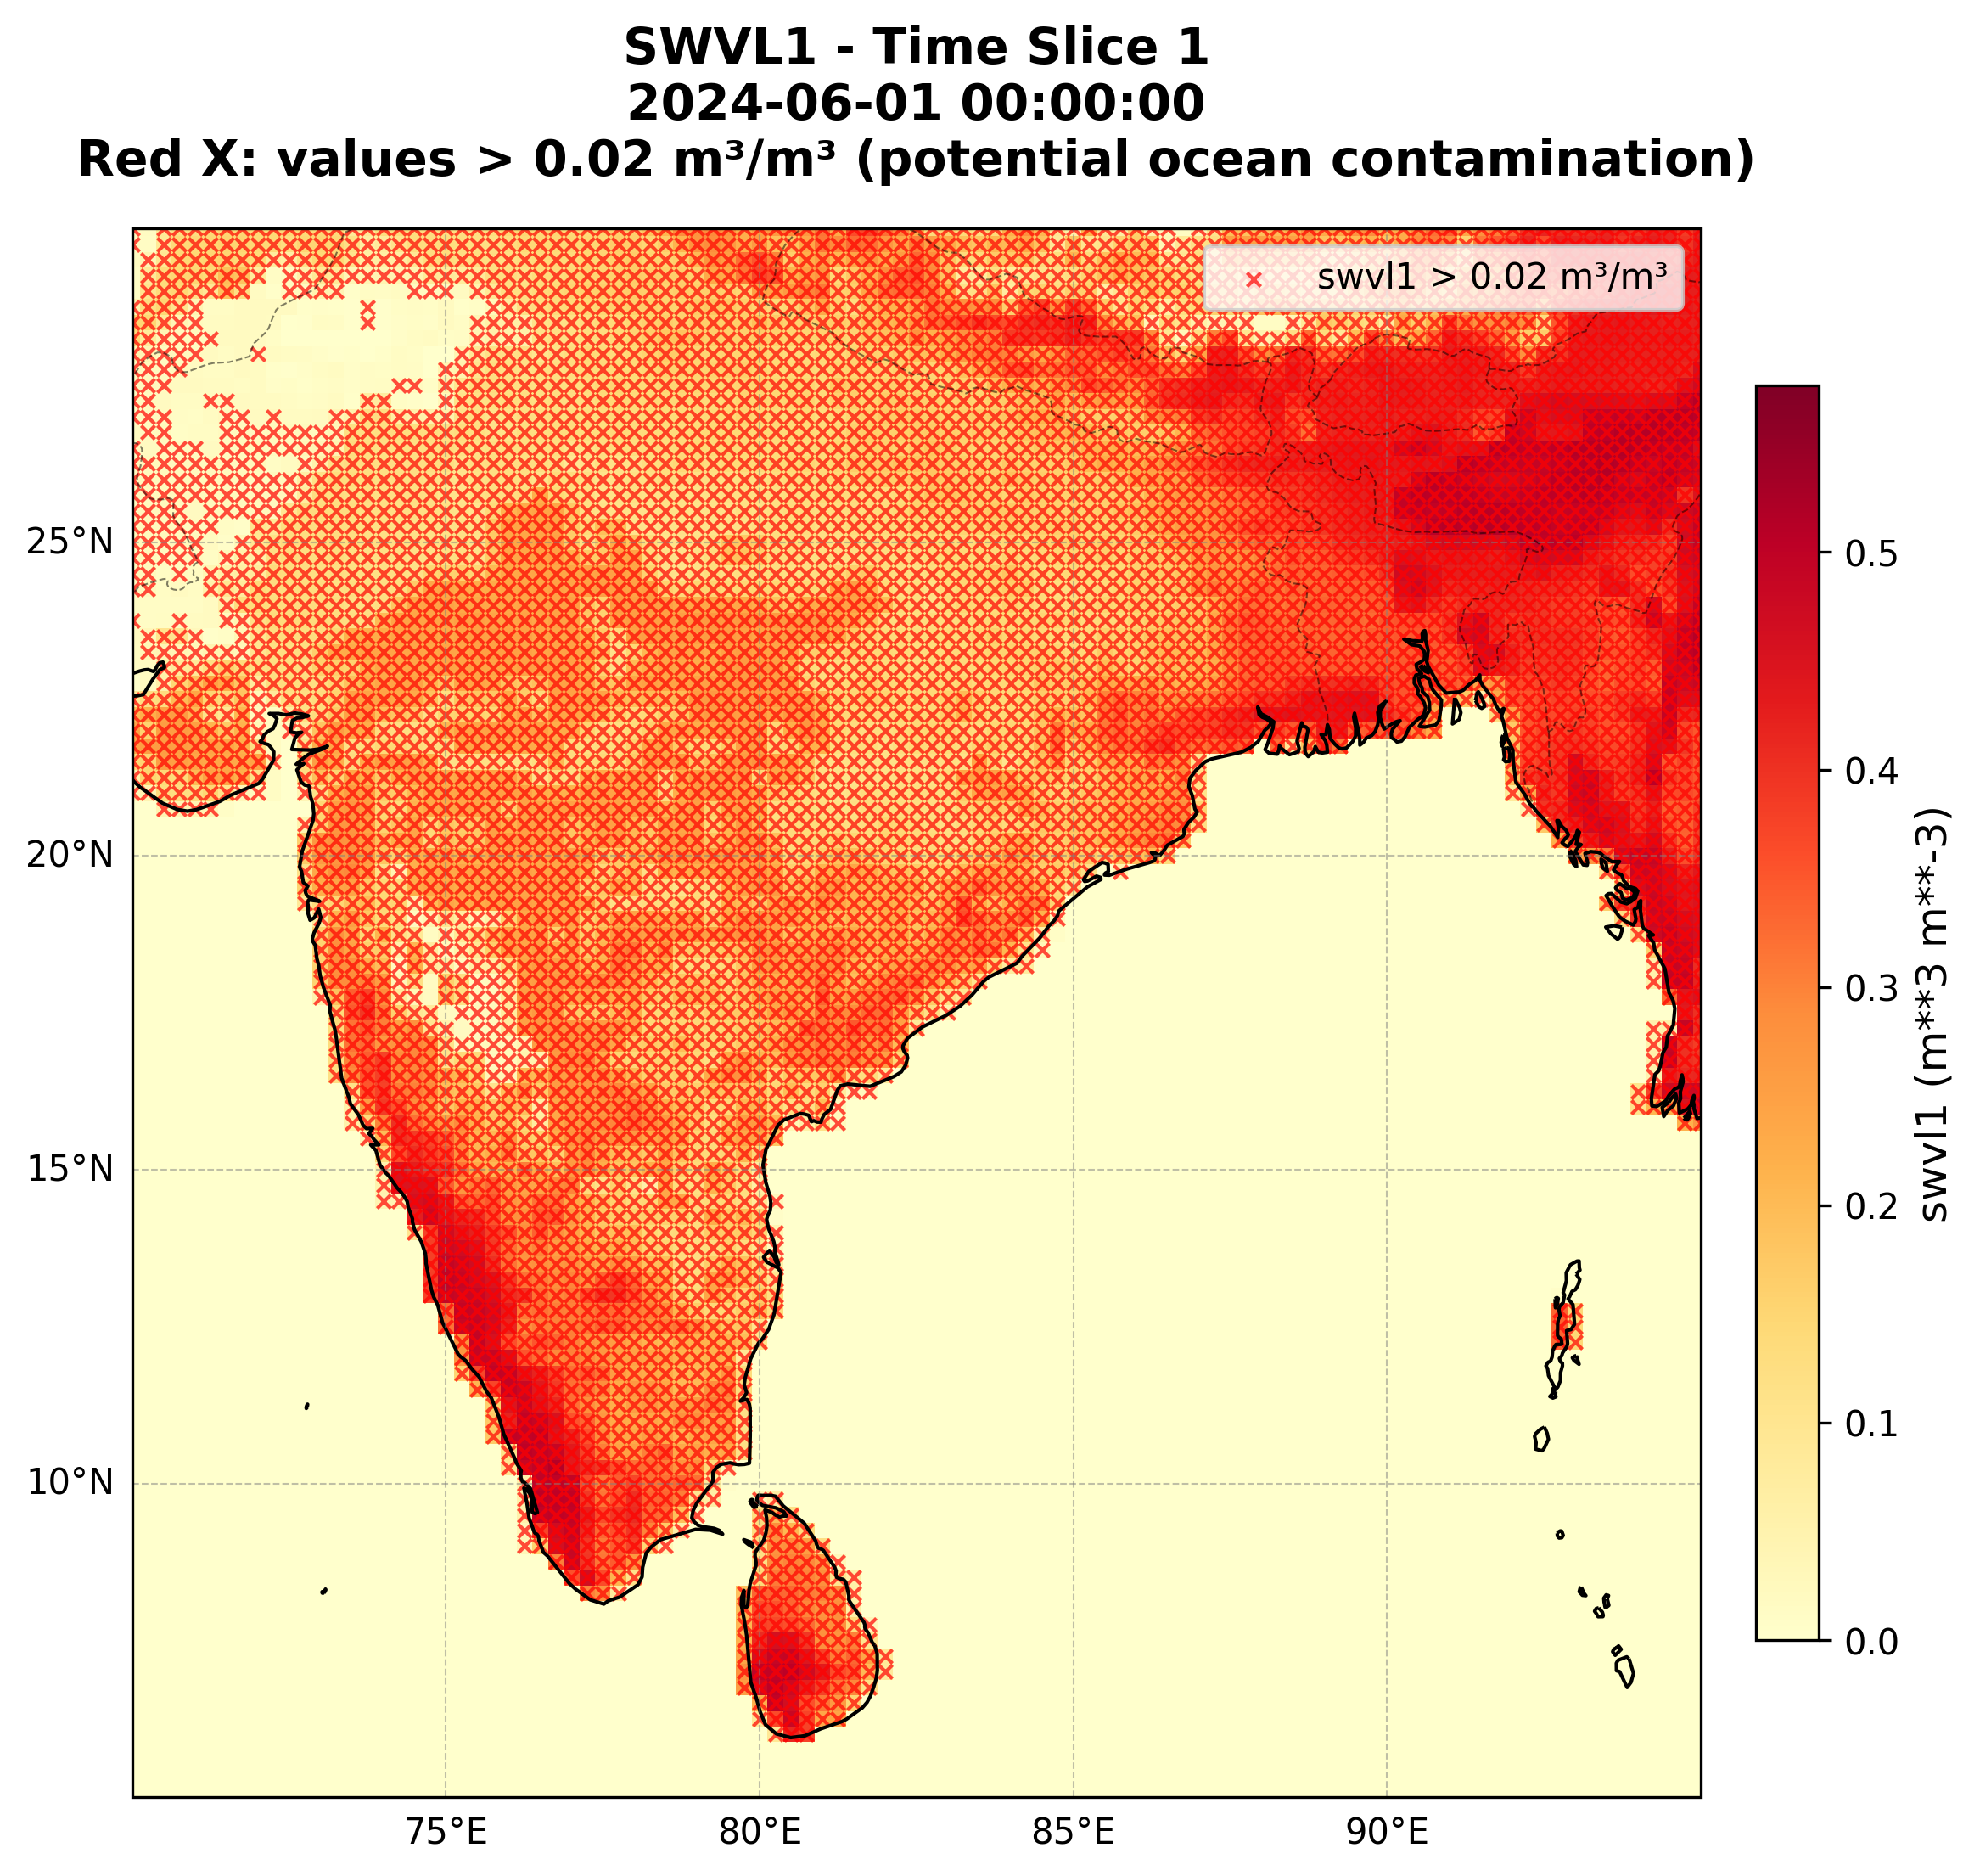 SWVL1 - Time Slice 1
2024-06-01 00:00:00
Red X: values > 0.02 m³/m³ (potential ocean contamination)
swvl1 > 0.02 m³/m³
25°N
20°N
15°N
10°N
75°E
80°E
85°E
90°E
0.5
0.4
0.3
0.2
0.1
0.0
swvl1 (m**3 m**-3)